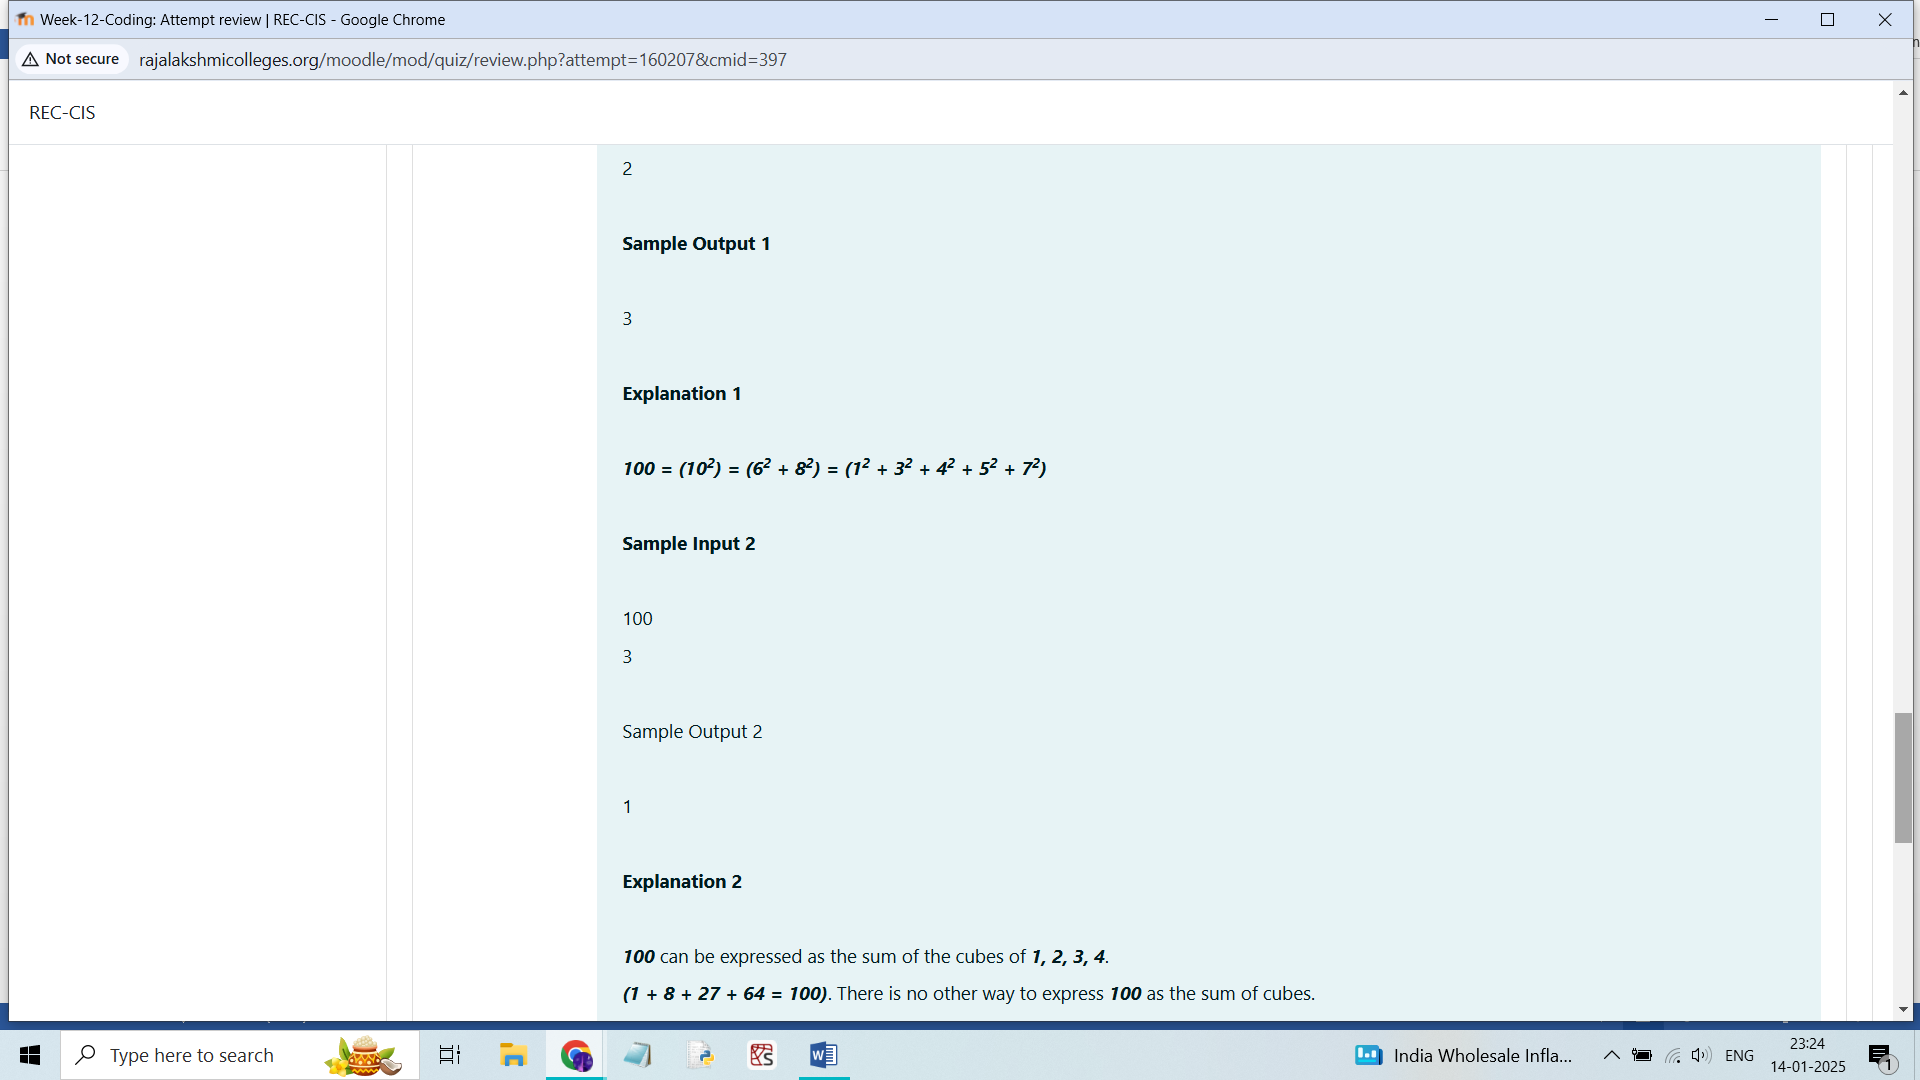 Week-12-Coding: Attempt review | REC-CIS - Google Chrome
Not secure rajalakshmicolleges.org/moodle/mod/quiz/review.php?attempt=160207&cmid=397
REC-CIS
2
Sample Output 1
3
Explanation 1
100 = (10²) = (6² + 8²) = (1² + 3² + 4² + 5² + 7²)
Sample Input 2
100
3
Sample Output 2
1
Explanation 2
100 can be expressed as the sum of the cubes of 1, 2, 3, 4.
(1 + 8 + 27 + 64 = 100). There is no other way to express 100 as the sum of cubes.
Type here to search
India Wholesale Infla...
ENG
23:24
14-01-2025
1